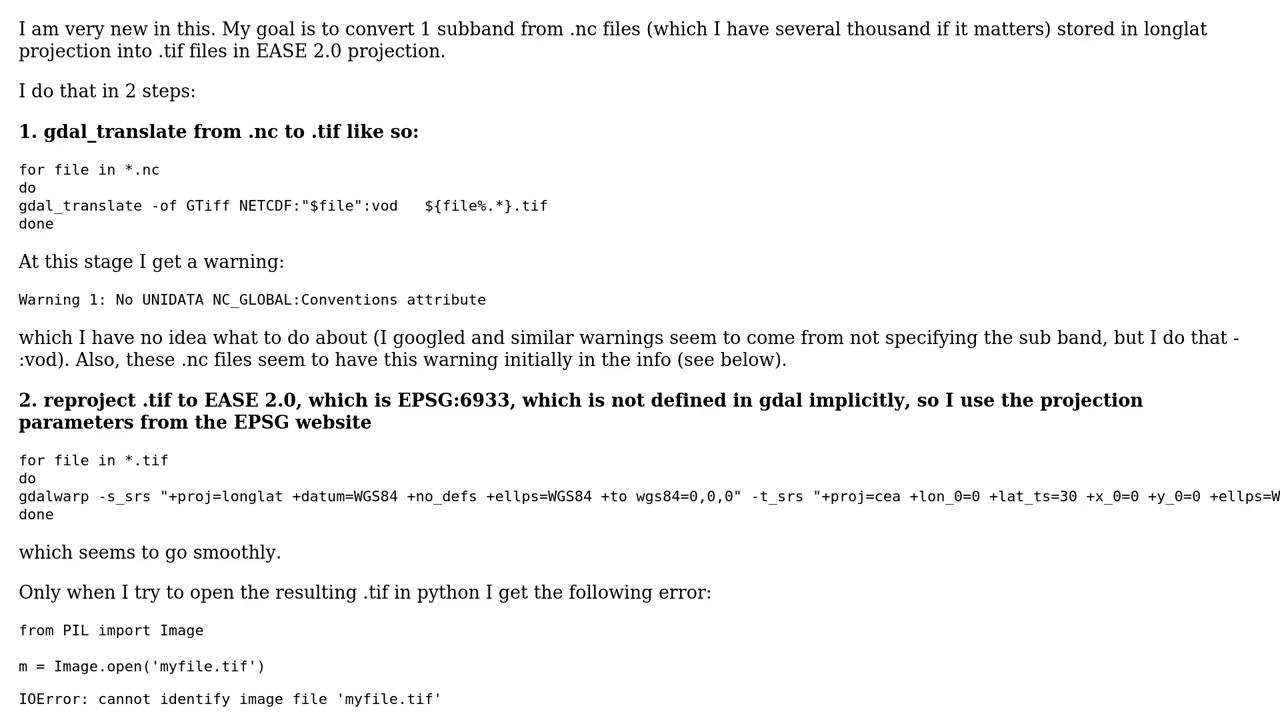 I am very new in this. My goal is to convert 1 subband from .nc files (which I have several thousand if it matters) stored in longlat
projection into .tif files in EASE 2.0 projection.
I do that in 2 steps:
1. gdal_translate from .nc to .tif like so:
for file in *.nc
do
gdal_translate -of GTiff NETCDF:"$file":vod   ${file%.*}.tif
done
At this stage I get a warning:
Warning 1: No UNIDATA NC_GLOBAL:Conventions attribute
which I have no idea what to do about (I googled and similar warnings seem to come from not specifying the sub band, but I do that -
:vod). Also, these .nc files seem to have this warning initially in the info (see below).
2. reproject .tif to EASE 2.0, which is EPSG:6933, which is not defined in gdal implicitly, so I use the projection
parameters from the EPSG website
for file in *.tif
do
gdalwarp -s_srs "+proj=longlat +datum=WGS84 +no_defs +ellps=WGS84 +to wgs84=0,0,0" -t_srs "+proj=cea +lon_0=0 +lat_ts=30 +x_0=0 +y_0=0 +ellps=W
done
which seems to go smoothly.
Only when I try to open the resulting .tif in python I get the following error:
from PIL import Image
m = Image.open('myfile.tif')
IOError: cannot identify image file 'myfile.tif'